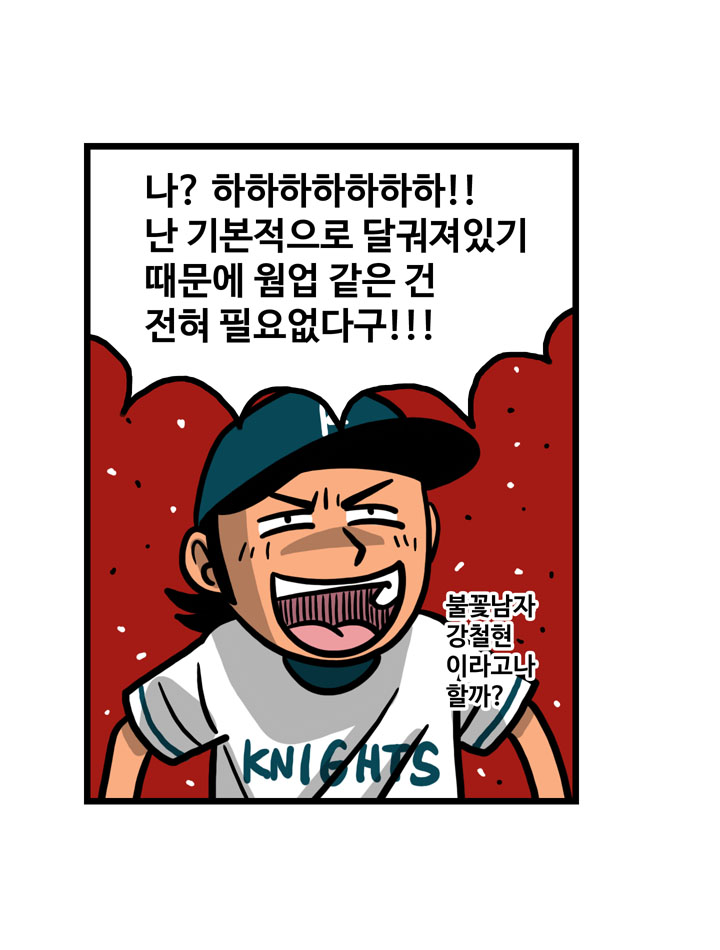 나? 하하하하하하하!!
난 기본적으로 달궈져있기
때문에 웜업 같은 건
전혀 필요없다구!!!
불꽃남자
강철현
이라고나
할까?
KNIGHTS